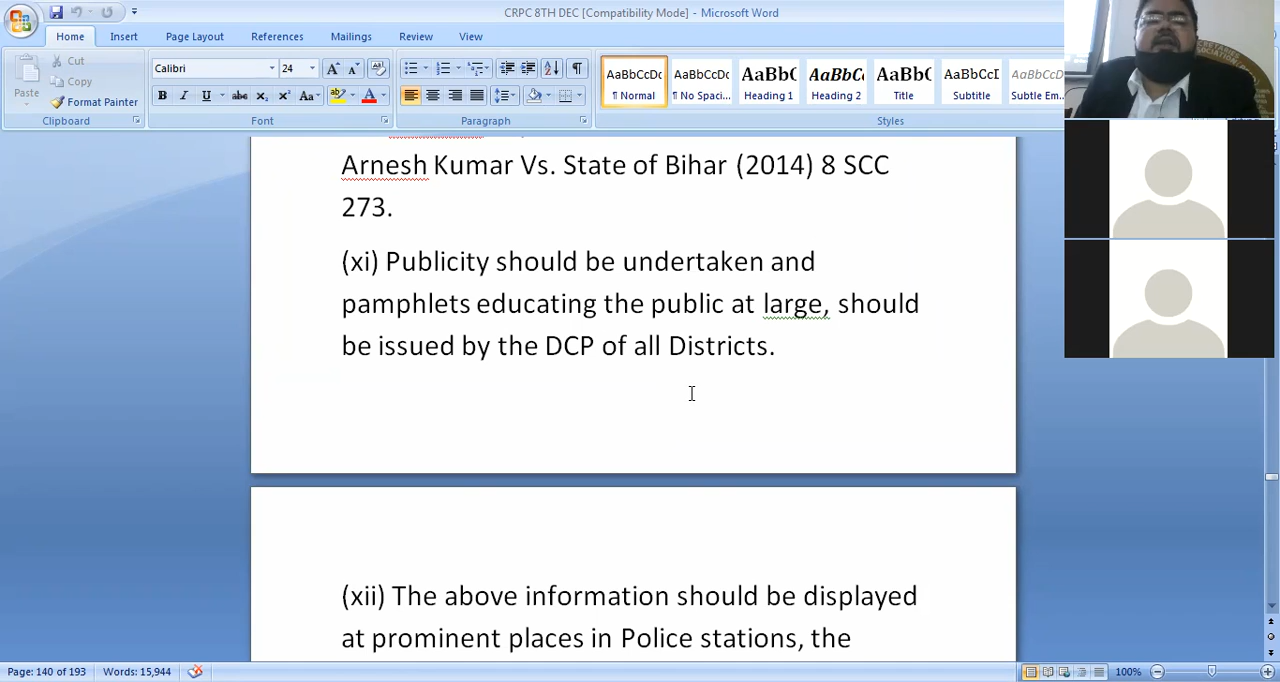 CRPC 8TH DEC [Compatibility Mode] - Microsoft Word
Home Insert Page Layout References Mailings Review View
Paste
Cut
Copy
Format Painter
Clipboard
Calibri 24
Font
Paragraph
AaBbCcDc AaBbCcDc AaBbC AaBbC AaBb( AaBbCcI AaBbCcD
¶ Normal ¶ No Spaci... Heading 1 Heading 2 Title Subtitle Subtle Em...
Styles
Arnesh Kumar Vs. State of Bihar (2014) 8 SCC
273.
(xi) Publicity should be undertaken and
pamphlets educating the public at large, should
be issued by the DCP of all Districts.
(xii) The above information should be displayed
at prominent places in Police stations, the
Page: 140 of 193 Words: 15,944 100%